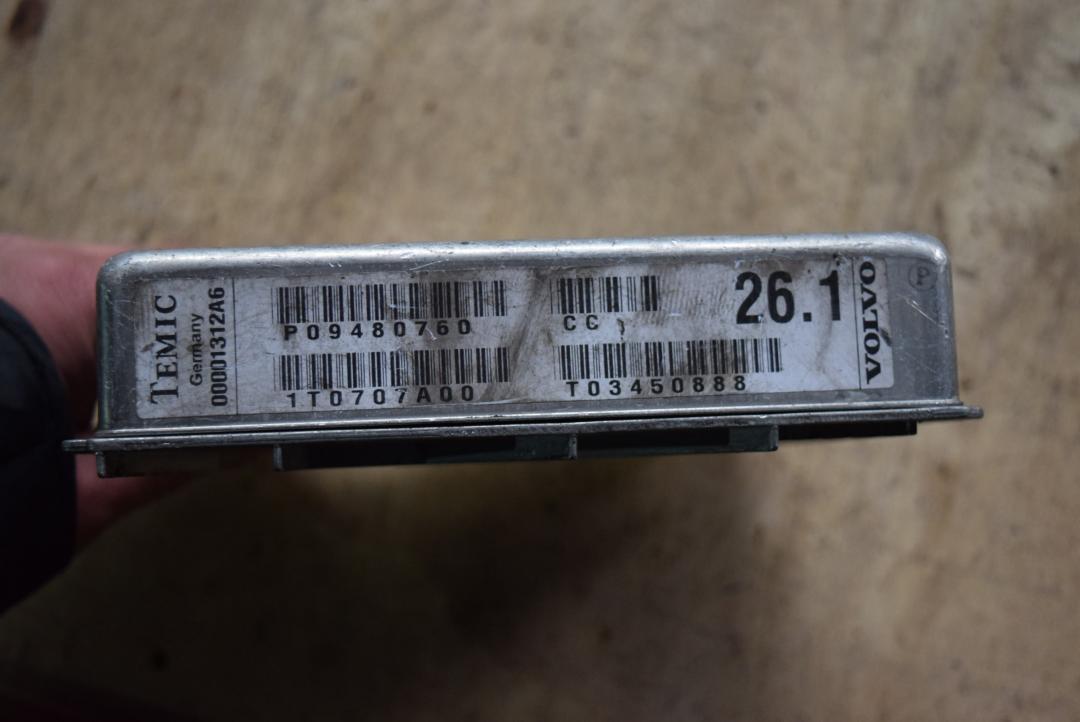 TEMIC
Germany
00001312A6
P09480760
1T0707A00
CC
T03450888
26.1
VOLVO
P